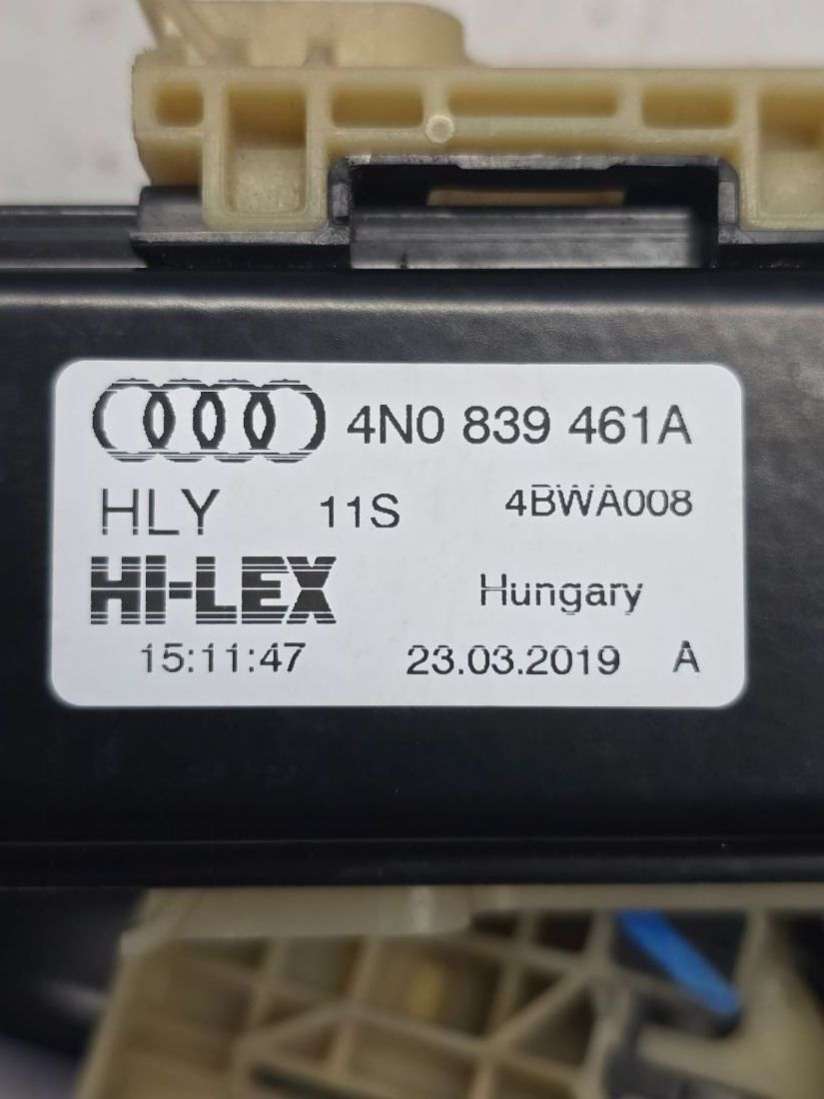 4N0 839 461A
HLY 11S 4BWA008
HI-LEX Hungary
15:11:47 23.03.2019 A